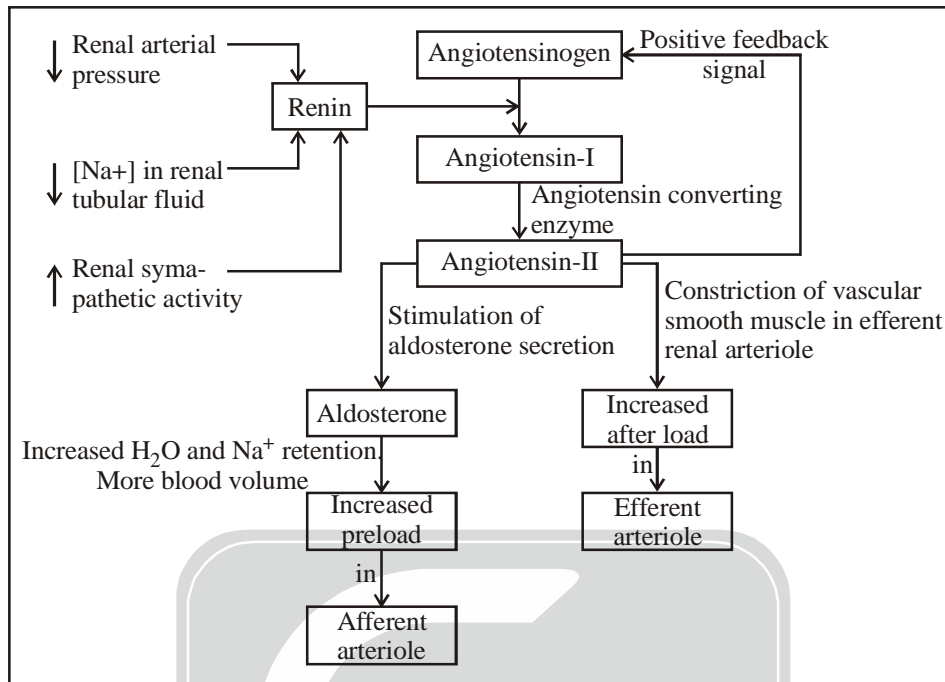 Renal arterial
pressure
Angiotensinogen
Positive feedback
signal
Renin
[Na+] in renal
tubular fluid
Angiotensin-I
Angiotensin converting
enzyme
Renal syma-
pathetic activity
Angiotensin-II
Stimulation of
aldosterone secretion
Constriction of vascular
smooth muscle in efferent
renal arteriole
Aldosterone
Increased
after load
Increased H₂O and Na⁺ retention.
More blood volume
in
Increased
preload
Efferent
arteriole
in
Afferent
arteriole